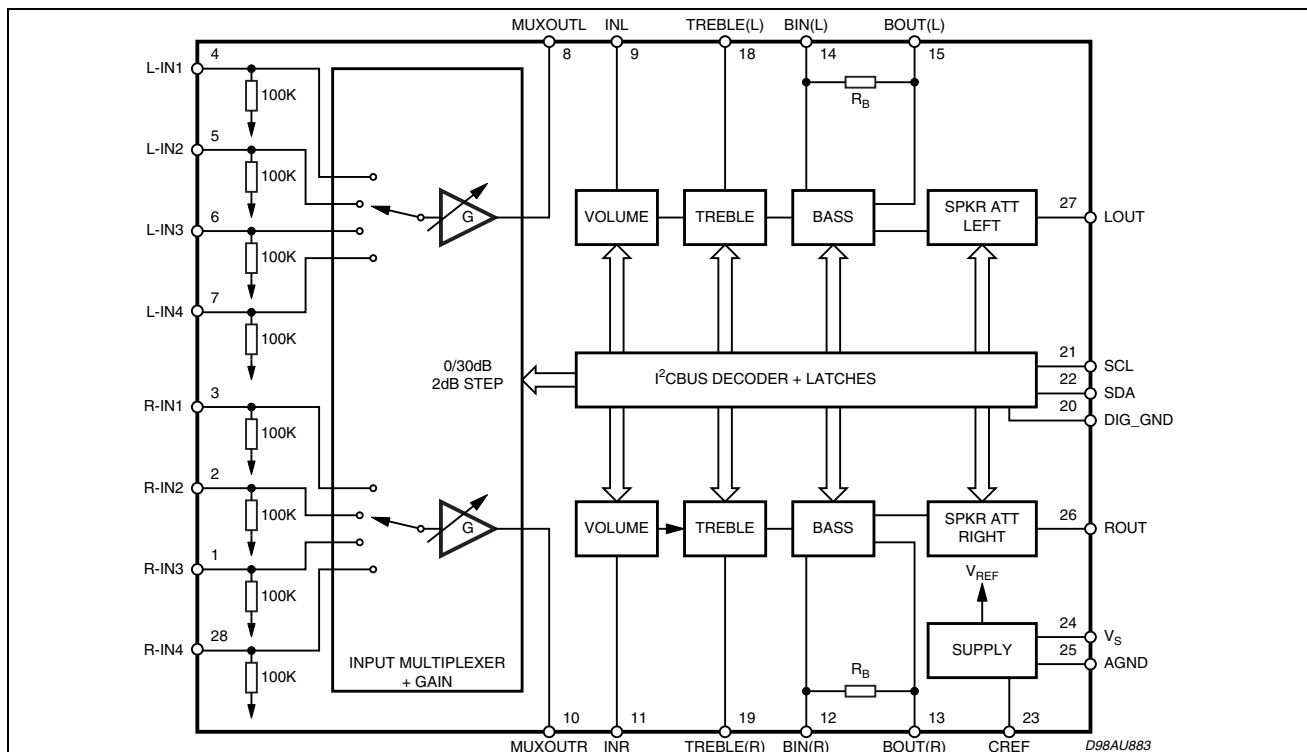 MUXOUTL INL TREBLE(L) BIN(L) BOUT(L)
4 8 9 18 14 15
L-IN1
100K
RB
5
L-IN2
100K
6
L-IN3
G
VOLUME TREBLE BASS SPKR ATT
LEFT
27 LOUT
100K
7
L-IN4
100K
0/30dB
2dB STEP
I²CBUS DECODER + LATCHES
21 SCL
22 SDA
20 DIG_GND
3
R-IN1
100K
2
R-IN2
100K
G
VOLUME TREBLE BASS SPKR ATT
RIGHT
26 ROUT
1
R-IN3
100K
VREF
28
R-IN4
100K
INPUT MULTIPLEXER
+ GAIN
RB
SUPPLY
24 VS
25 AGND
10 11 19 12 13 23
MUXOUTR INR TREBLE(R) BIN(R) BOUT(R) CREF D98AU883